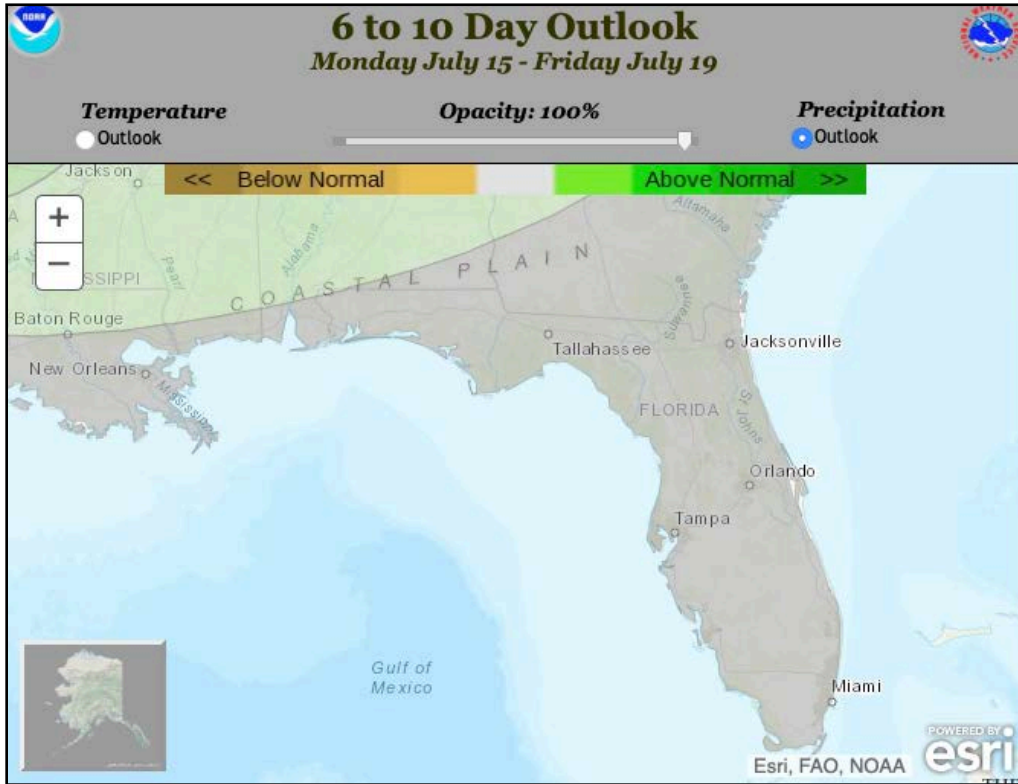 NOAA
6 to 10 Day Outlook
Monday July 15 - Friday July 19
Temperature
Outlook
Opacity: 100%
Precipitation
Outlook
<< Below Normal
Above Normal >>
+
−
Jackson
Altamaha
Alabama
Pearl
SSIPPI
COASTAL PLAIN
Suwannee
Baton Rouge
Tallahassee
Jacksonville
New Orleans
Mississippi
FLORIDA
St Johns
Orlando
Tampa
Gulf of
Mexico
Miami
POWERED BY
esri
Esri, FAO, NOAA